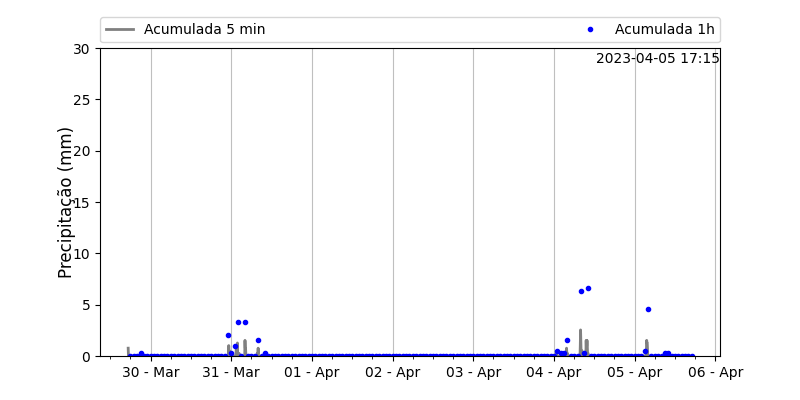 Acumulada 5 min
Acumulada 1h
2023-04-05 17:15
Precipitação (mm)
30
25
20
15
10
5
0
30 - Mar
31 - Mar
01 - Apr
02 - Apr
03 - Apr
04 - Apr
05 - Apr
06 - Apr